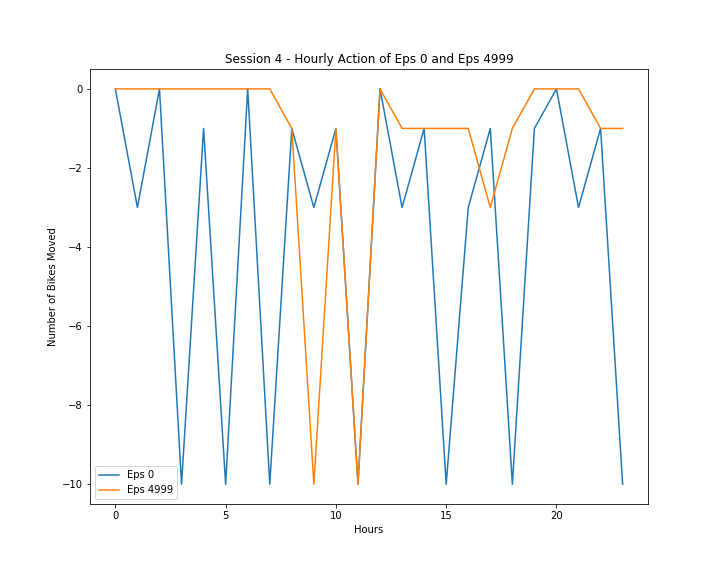 Session 4 - Hourly Action of Eps 0 and Eps 4999
Number of Bikes Moved
0
−2
−4
−6
−8
−10
Eps 0
Eps 4999
0 5 10 15 20
Hours